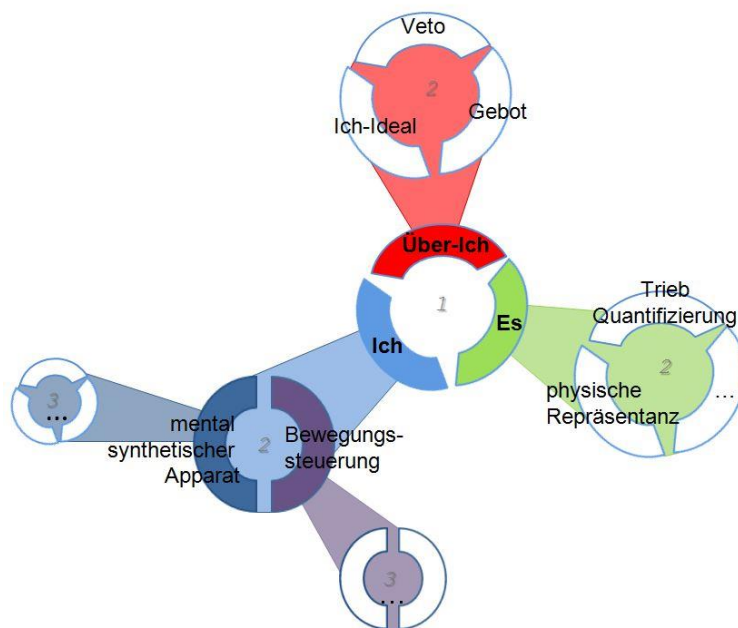 Veto
2
Ich-Ideal
Gebot
Über-Ich
1
Ich
Es
Trieb
Quantifizierung
2
physische
Repräsentanz
...
3
...
mental
synthetischer
Apparat
2
Bewegungs-
steuerung
3
...